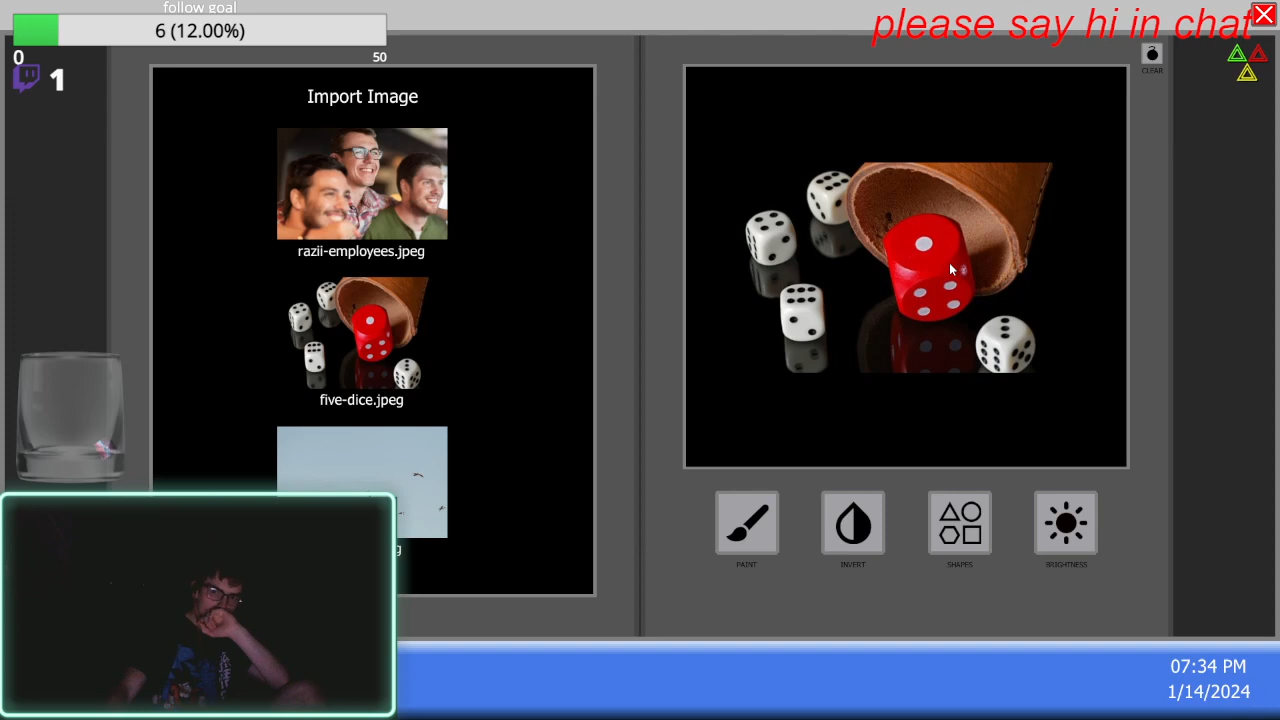 follow goal
6 (12.00%)
please say hi in chat
0
50
1
CLEAR
Import Image
razii-employees.jpeg
five-dice.jpeg
g
PAINT
INVERT
SHAPES
BRIGHTNESS
07:34 PM
1/14/2024